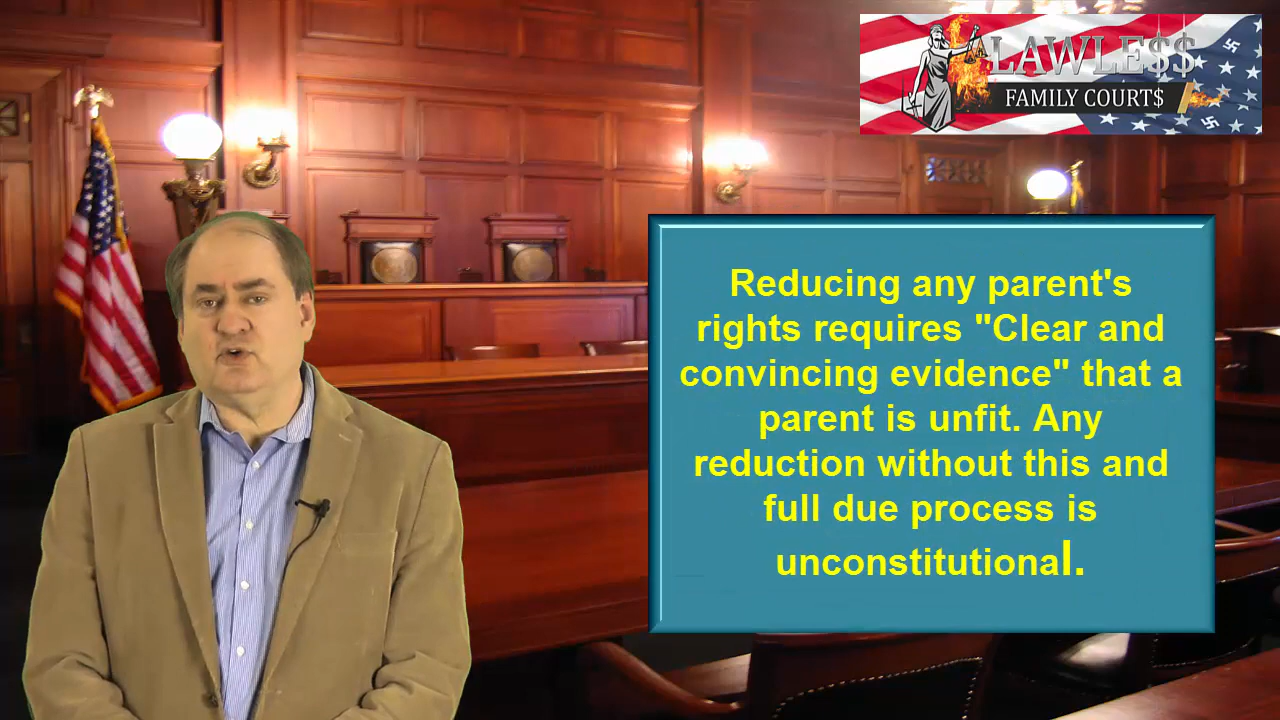 LAWLE$$
FAMILY COURT$
Reducing any parent's
rights requires "Clear and
convincing evidence" that a
parent is unfit. Any
reduction without this and
full due process is
unconstitutional.